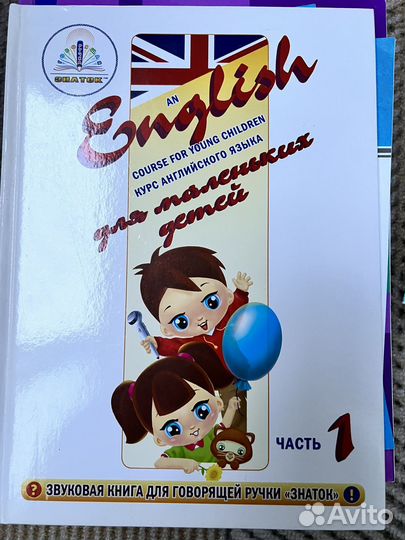 ЗНАТОК
AN
English
COURSE FOR YOUNG CHILDREN
КУРС АНГЛИЙСКОГО ЯЗЫКА
для маленьких
детей
ЧАСТЬ 1
? ЗВУКОВАЯ КНИГА ДЛЯ ГОВОРЯЩЕЙ РУЧКИ «ЗНАТОК» !
Avito